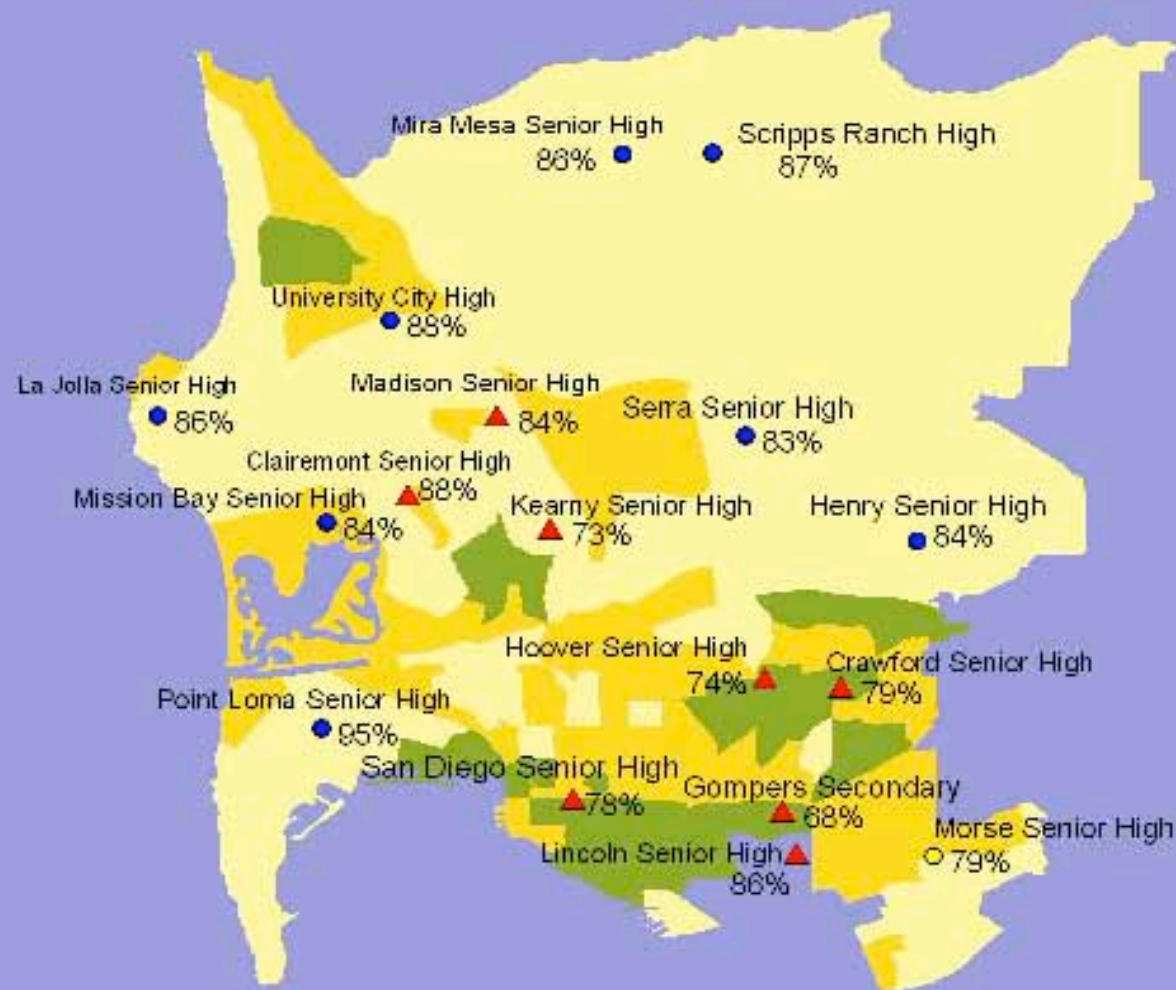 Mira Mesa Senior High
86%
Scripps Ranch High
87%
University City High
88%
La Jolla Senior High
86%
Madison Senior High
84%
Serra Senior High
83%
Clairemont Senior High
88%
Mission Bay Senior High
84%
Kearny Senior High
73%
Henry Senior High
84%
Hoover Senior High
74%
Crawford Senior High
79%
Point Loma Senior High
95%
San Diego Senior High
78%
Gompers Secondary
68%
Morse Senior High
79%
Lincoln Senior High
86%